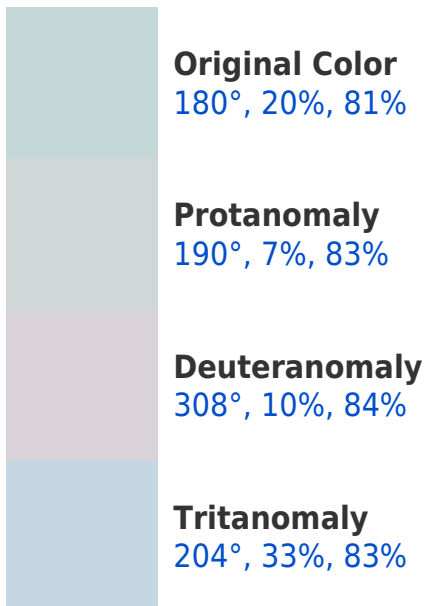 Original Color
180°, 20%, 81%
Protanomaly
190°, 7%, 83%
Deuteranomaly
308°, 10%, 84%
Tritanomaly
204°, 33%, 83%